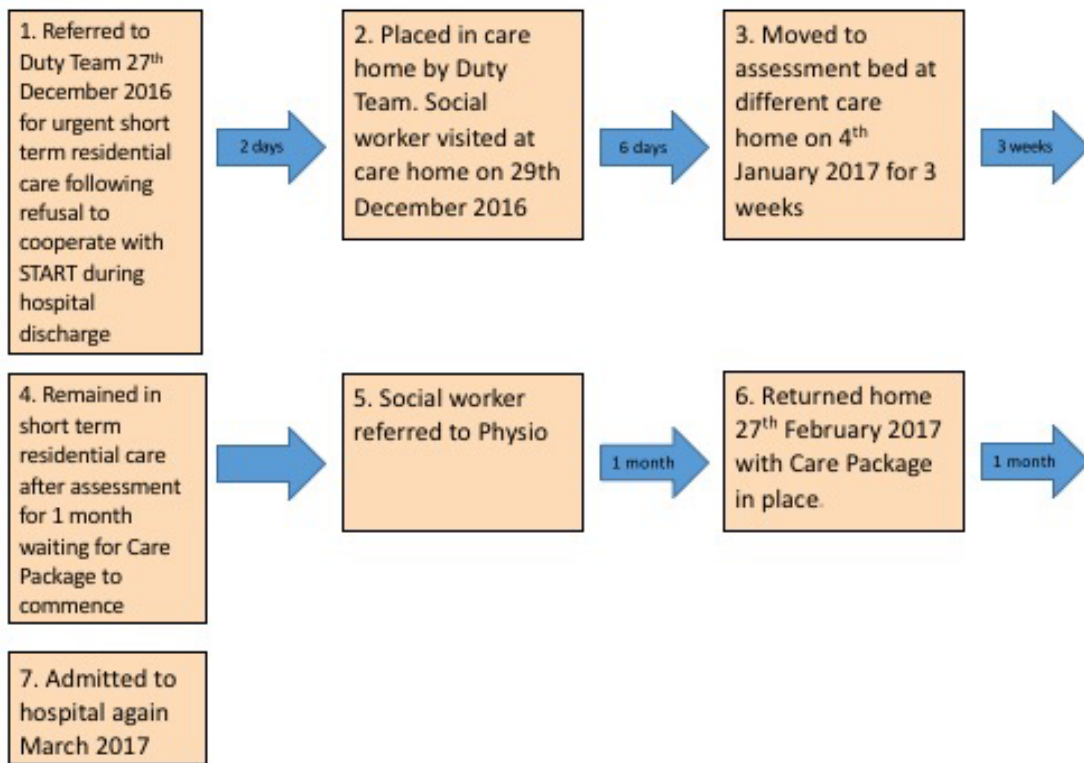 1. Referred to
Duty Team 27th
December 2016
for urgent short
term residential
care following
refusal to
cooperate with
START during
hospital
discharge
2 days
2. Placed in care
home by Duty
Team. Social
worker visited at
care home on 29th
December 2016
6 days
3. Moved to
assessment bed at
different care
home on 4th
January 2017 for 3
weeks
3 weeks
4. Remained in
short term
residential care
after assessment
for 1 month
waiting for Care
Package to
commence
5. Social worker
referred to Physio
1 month
6. Returned home
27th February 2017
with Care Package
in place.
1 month
7. Admitted to
hospital again
March 2017